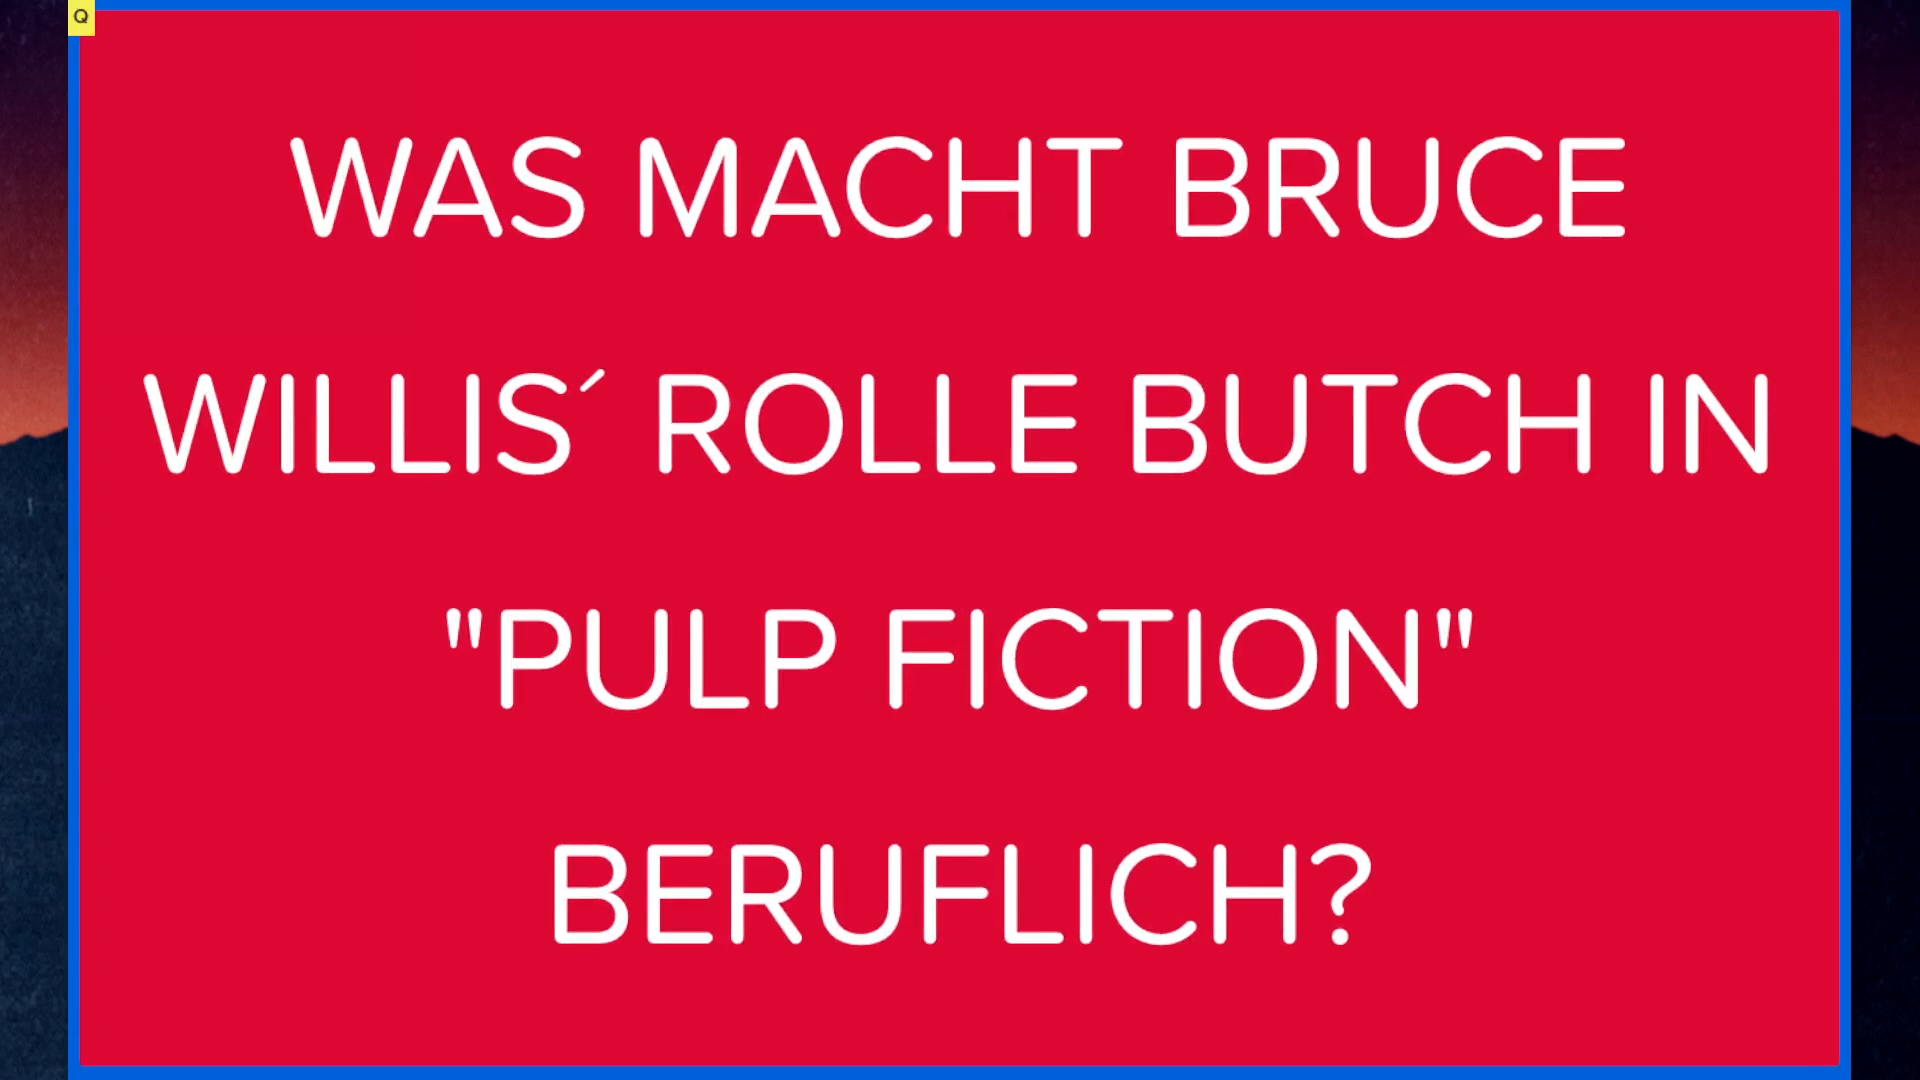 Q
WAS MACHT BRUCE
WILLIS´ ROLLE BUTCH IN
"PULP FICTION"
BERUFLICH?